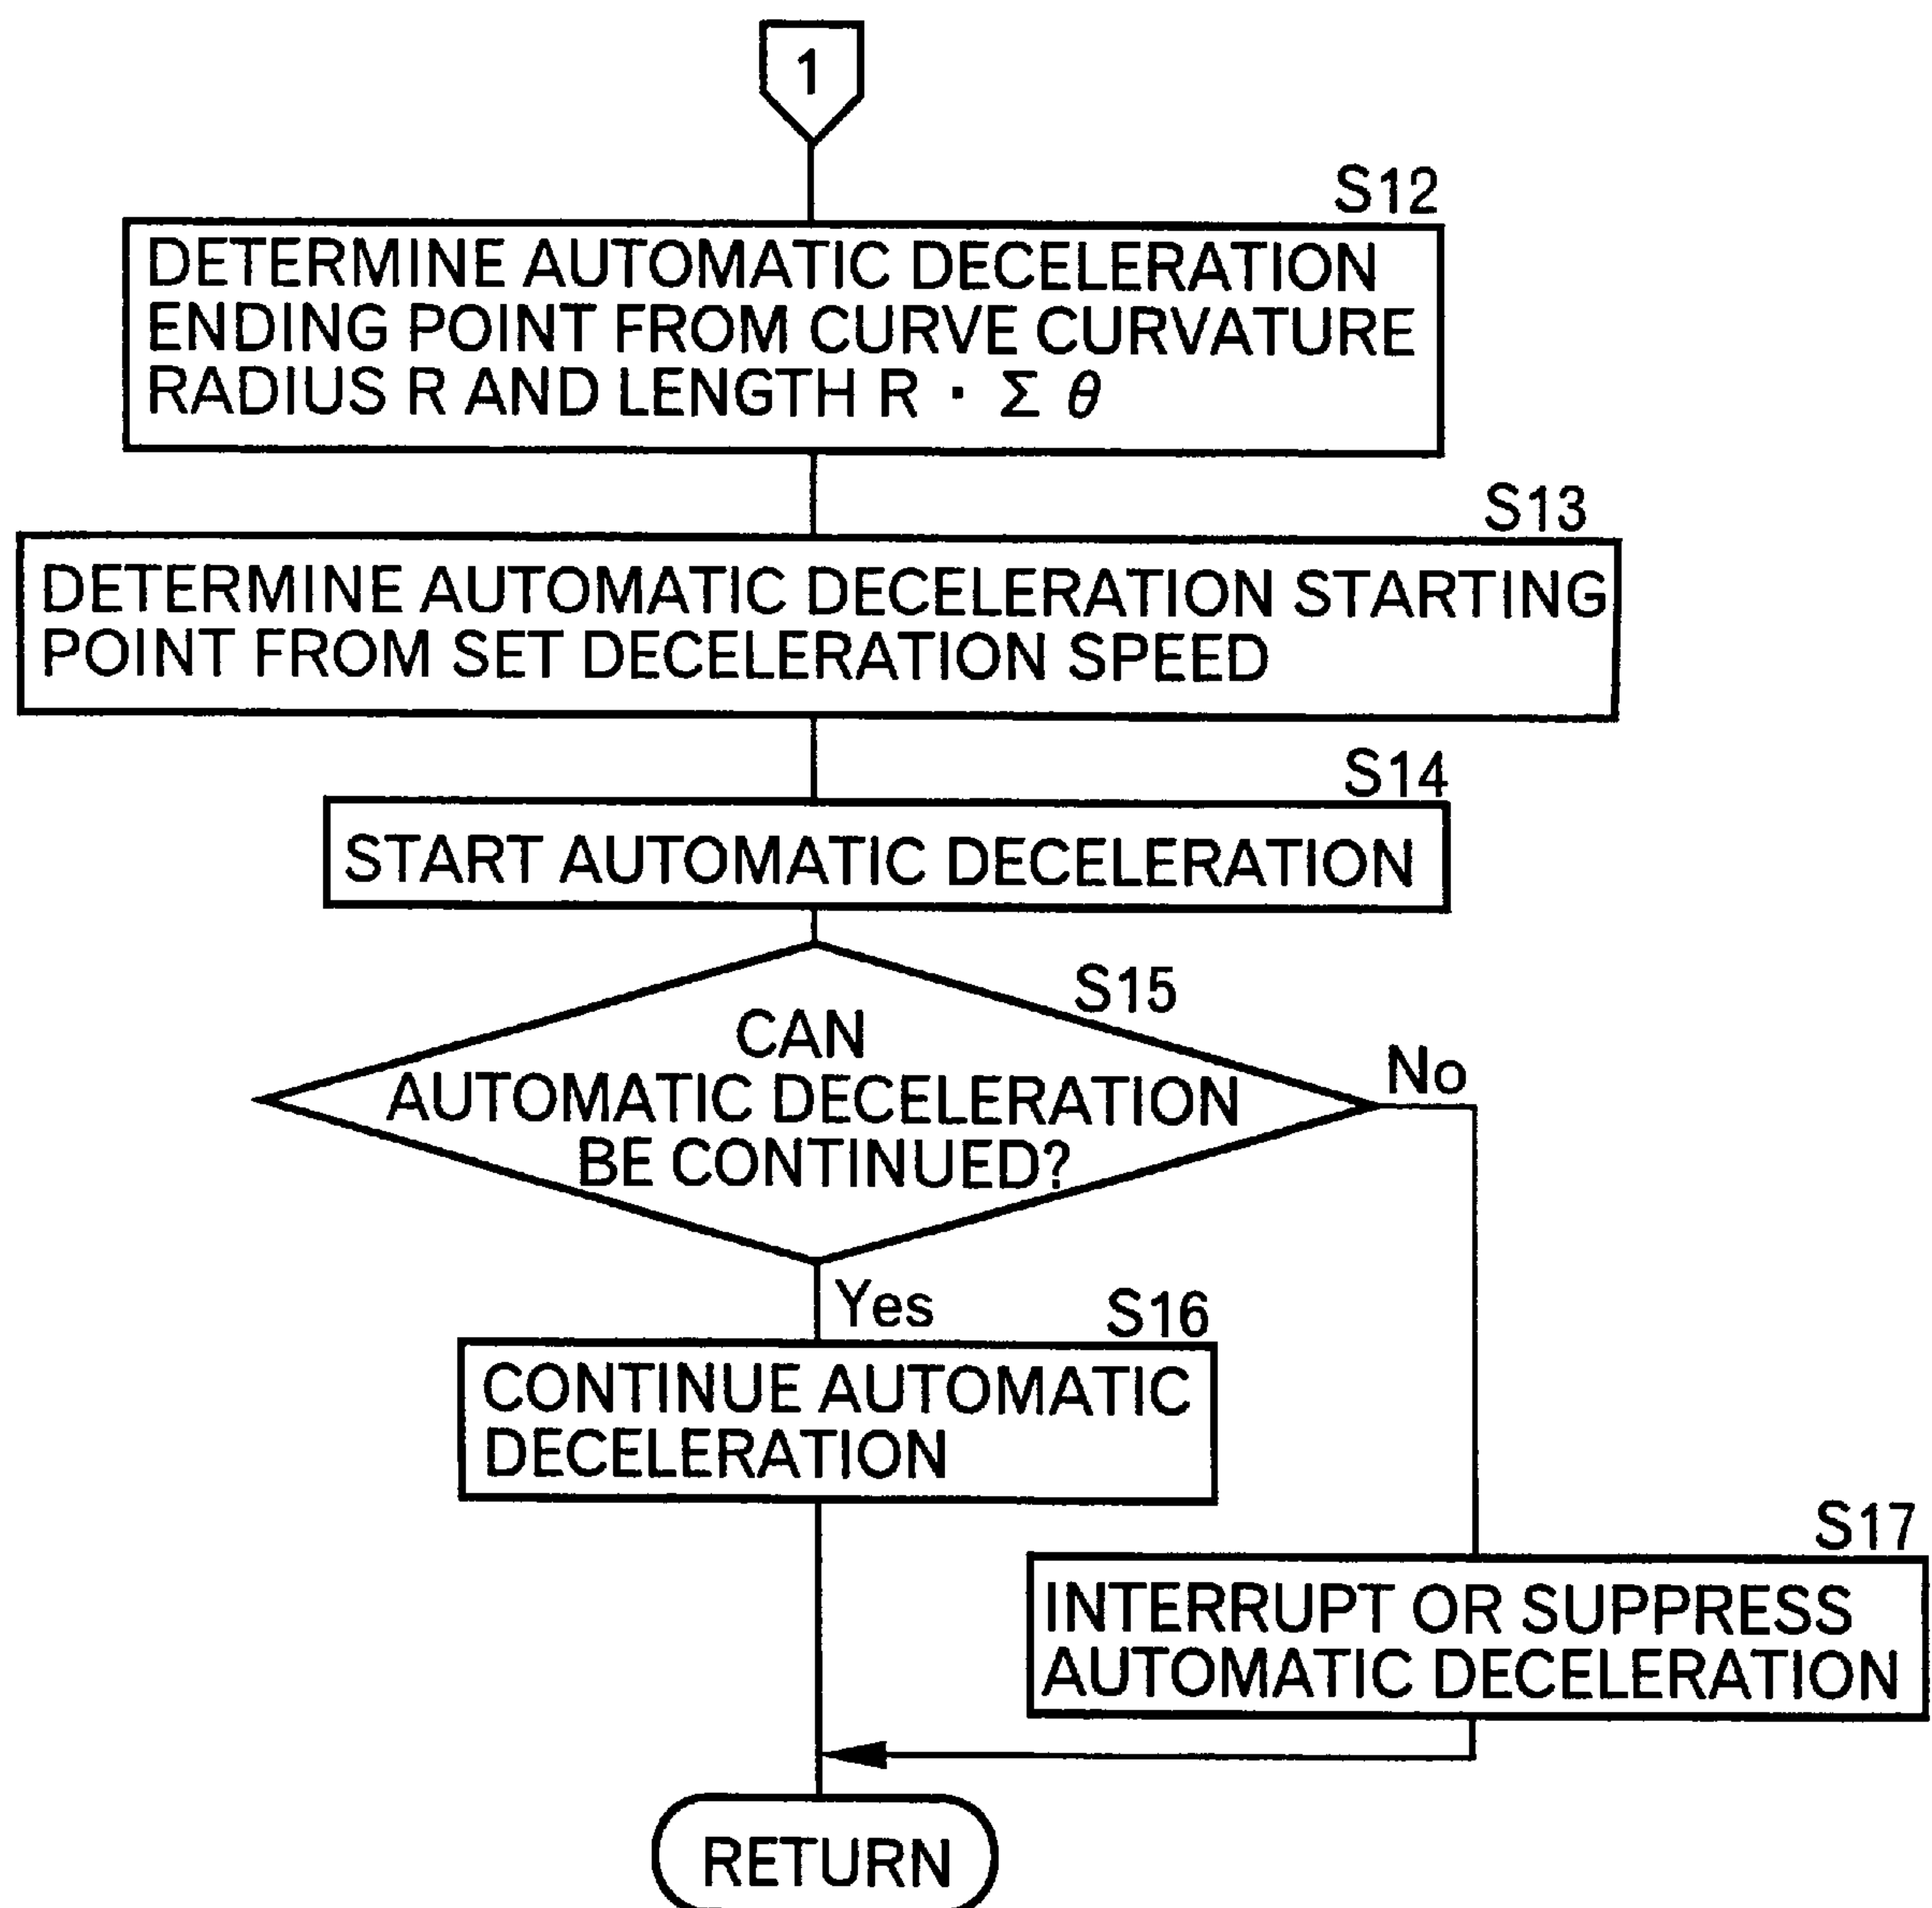 1
S12
DETERMINE AUTOMATIC DECELERATION
ENDING POINT FROM CURVE CURVATURE
RADIUS R AND LENGTH R · Σ θ
S13
DETERMINE AUTOMATIC DECELERATION STARTING
POINT FROM SET DECELERATION SPEED
S14
START AUTOMATIC DECELERATION
S15
CAN
AUTOMATIC DECELERATION
BE CONTINUED?
No
Yes
S16
CONTINUE AUTOMATIC
DECELERATION
S17
INTERRUPT OR SUPPRESS
AUTOMATIC DECELERATION
RETURN